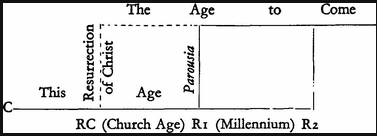 The Age to Come
Resurrection
of Christ
Parousia
This Age
C
RC (Church Age) R1 (Millennium) R2